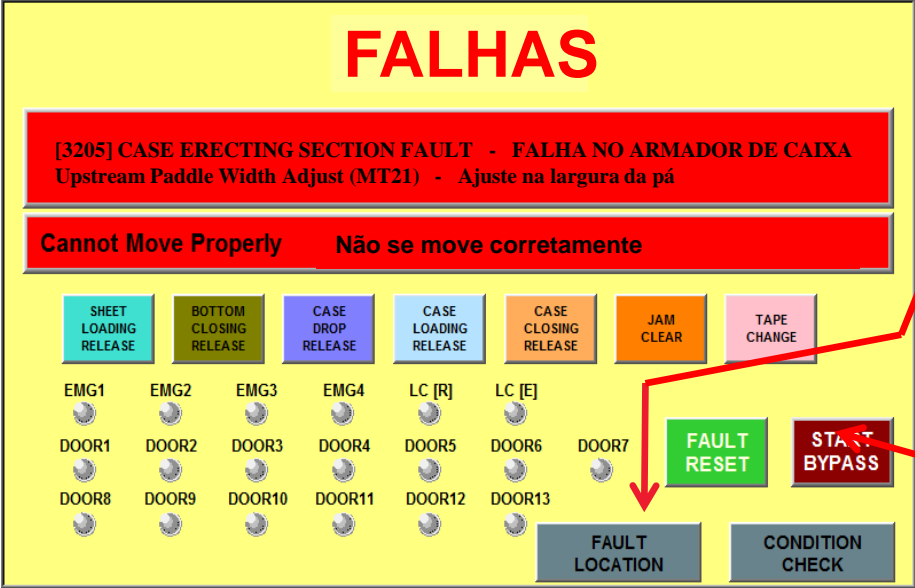 FALHAS
[3205] CASE ERECTING SECTION FAULT - FALHA NO ARMADOR DE CAIXA
Upstream Paddle Width Adjust (MT21) - Ajuste na largura da pá
Cannot Move Properly Não se move corretamente
SHEET
LOADING
RELEASE
BOTTOM
CLOSING
RELEASE
CASE
DROP
RELEASE
CASE
LOADING
RELEASE
CASE
CLOSING
RELEASE
JAM
CLEAR
TAPE
CHANGE
EMG1 EMG2 EMG3 EMG4 LC [R] LC [E]
DOOR1 DOOR2 DOOR3 DOOR4 DOOR5 DOOR6 DOOR7
DOOR8 DOOR9 DOOR10 DOOR11 DOOR12 DOOR13
FAULT
RESET
START
BYPASS
FAULT
LOCATION
CONDITION
CHECK